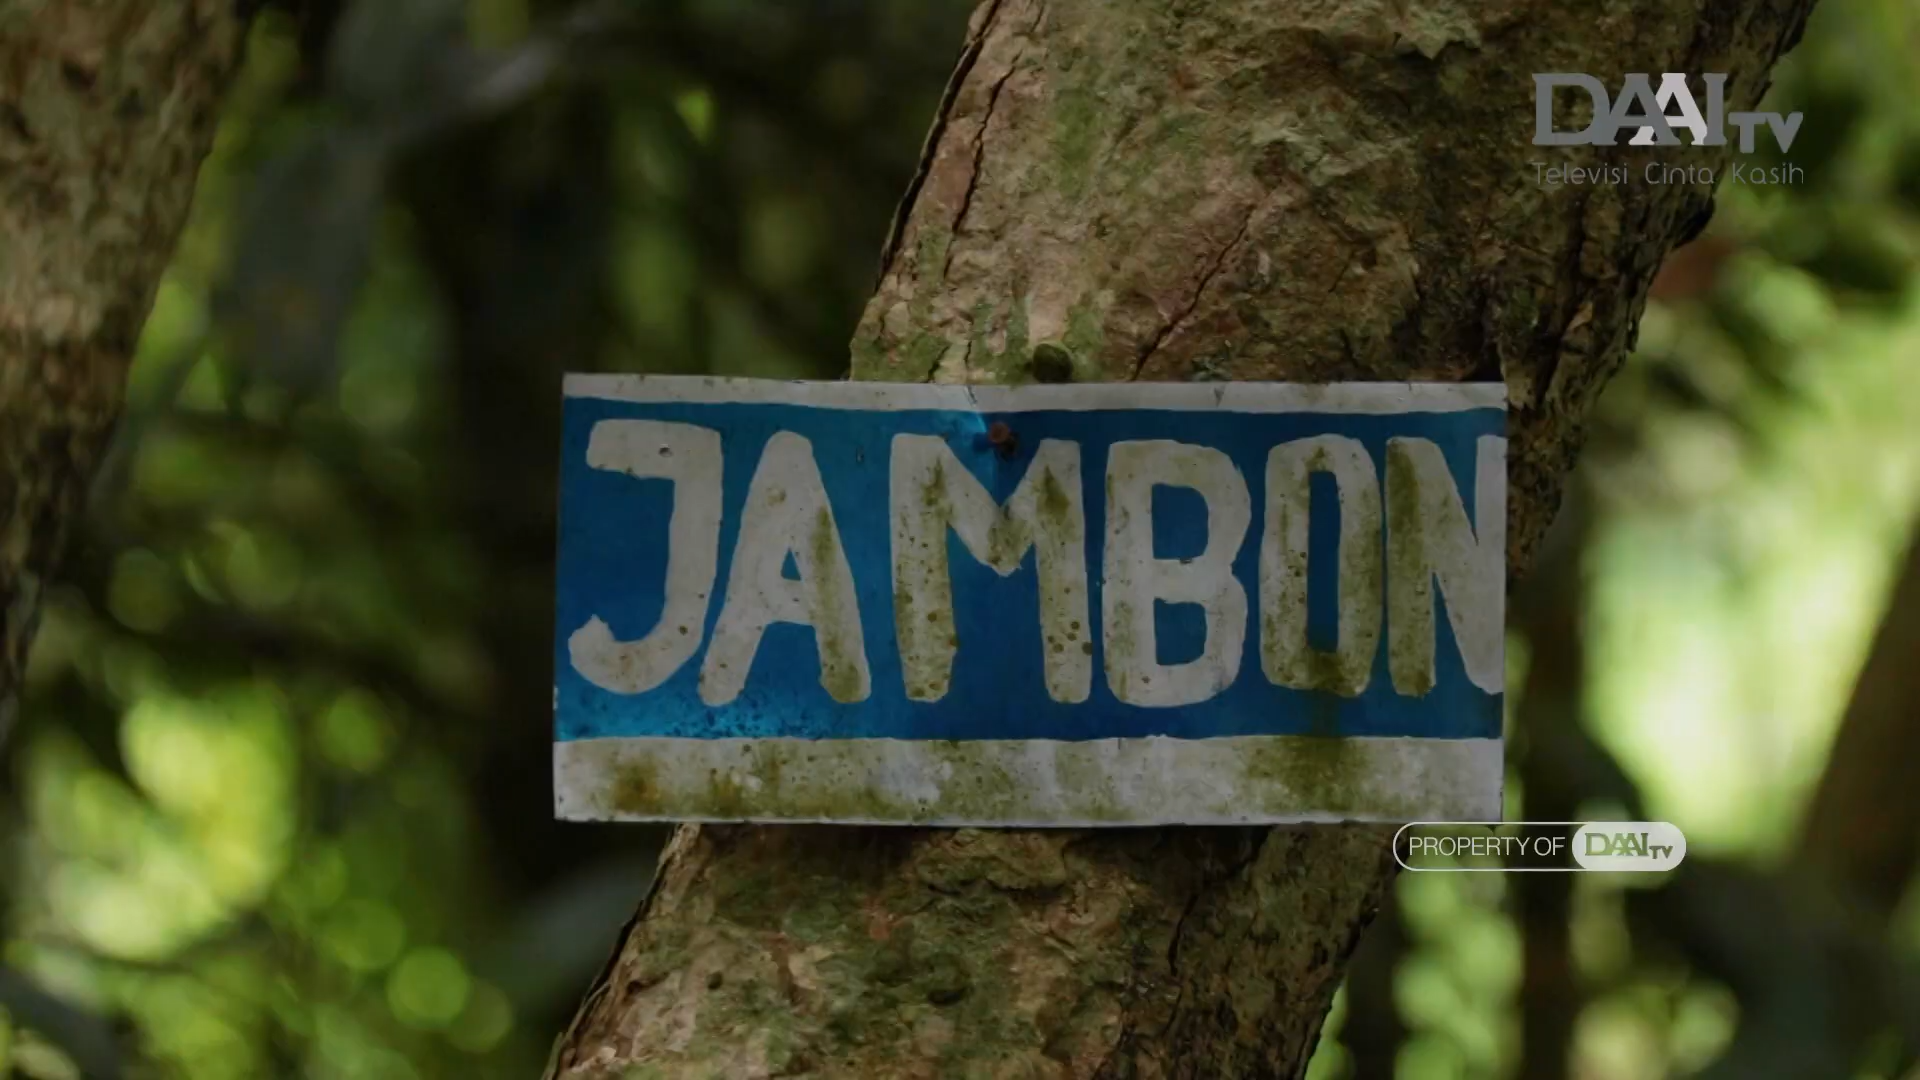 DAAI TV
Televisi Cinta Kasih
JAMBON
PROPERTY OF DAAI TV